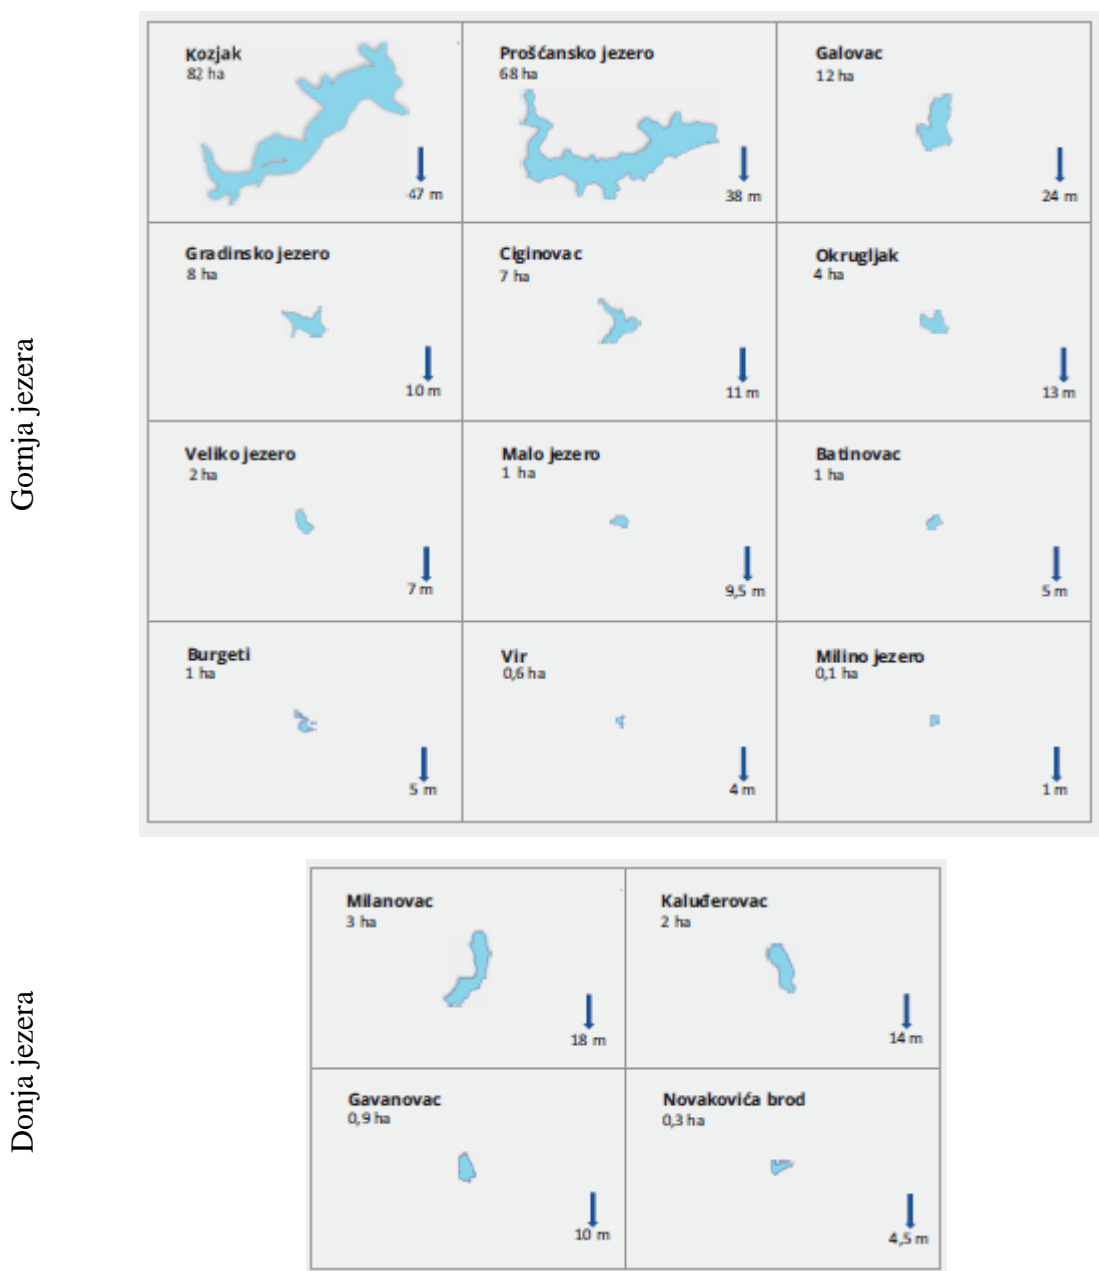 Gornja jezera
Kozjak
82 ha
47 m
Prošćansko jezero
68 ha
38 m
Galovac
12 ha
24 m
Gradinsko jezero
8 ha
10 m
Ciginovac
7 ha
11 m
Okrugljak
4 ha
13 m
Veliko jezero
2 ha
7 m
Malo jezero
1 ha
9,5 m
Batinovac
1 ha
5 m
Burgeti
1 ha
5 m
Vir
0,6 ha
4 m
Milino jezero
0,1 ha
1 m
Donja jezera
Milanovac
3 ha
18 m
Kaluđerovac
2 ha
14 m
Gavanovac
0,9 ha
10 m
Novakovića brod
0,3 ha
4,5 m